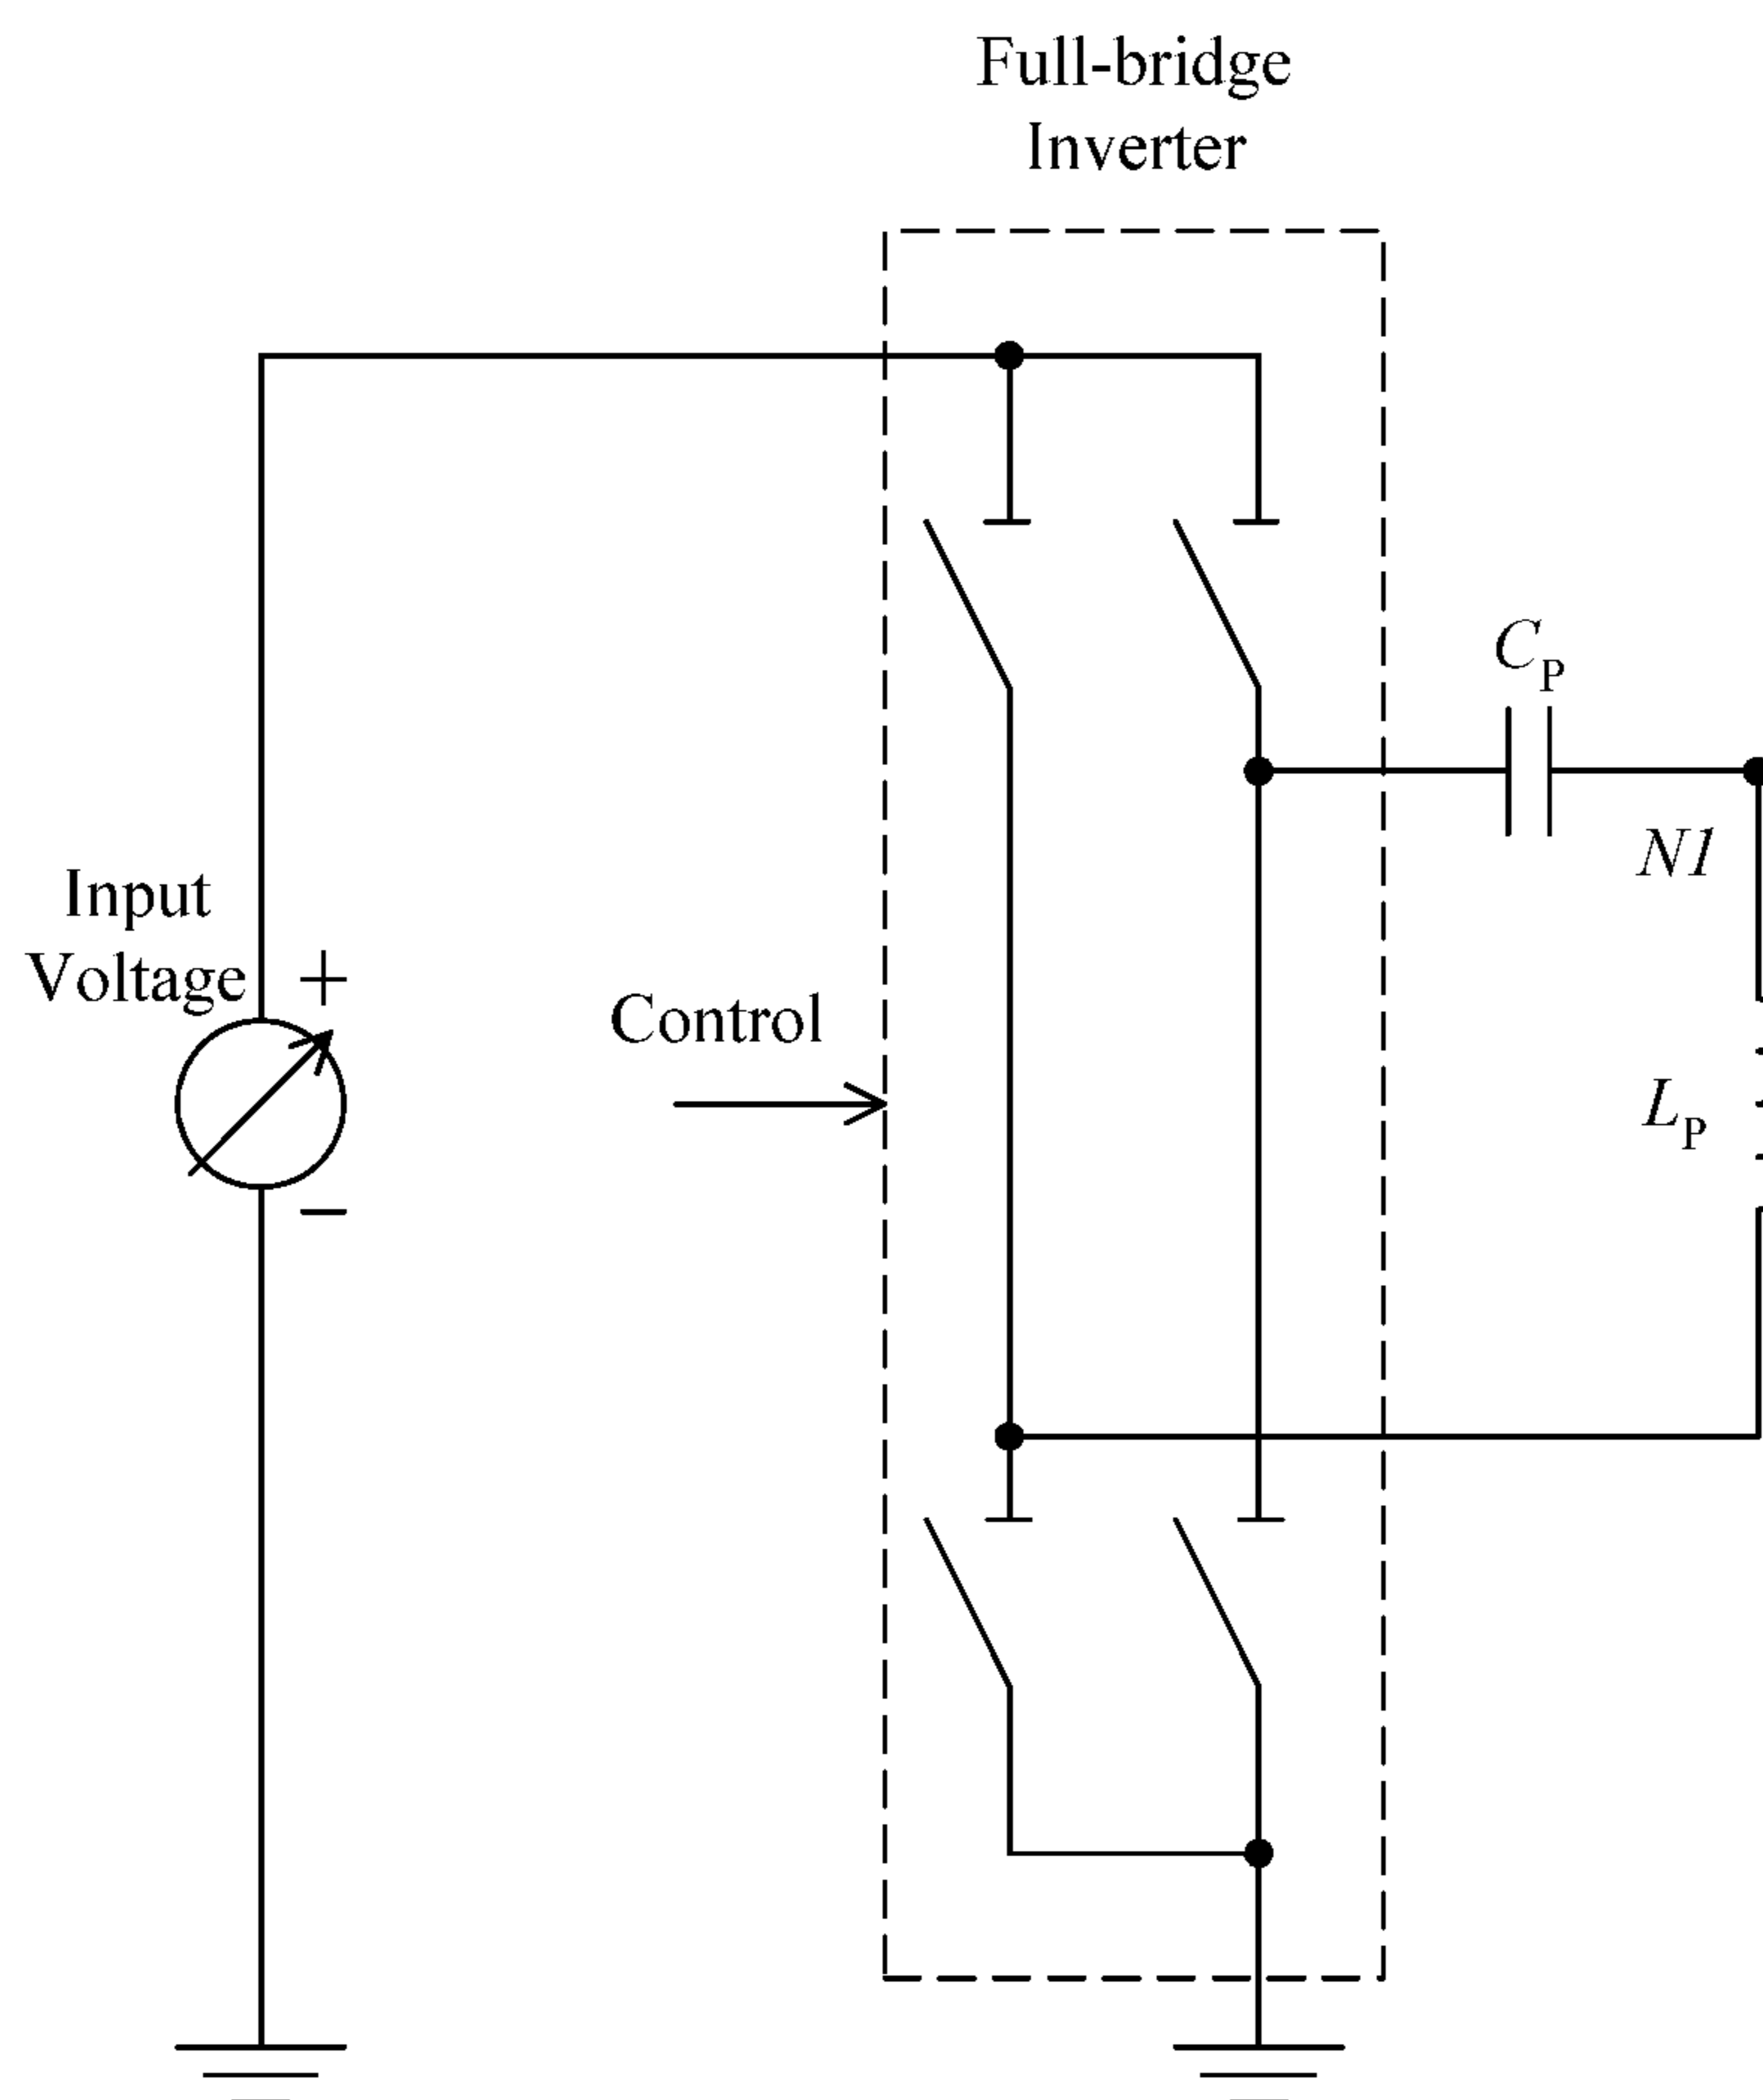 Full-bridge
Inverter
C_P
N1
Input
Voltage
+
Control
L_P
−